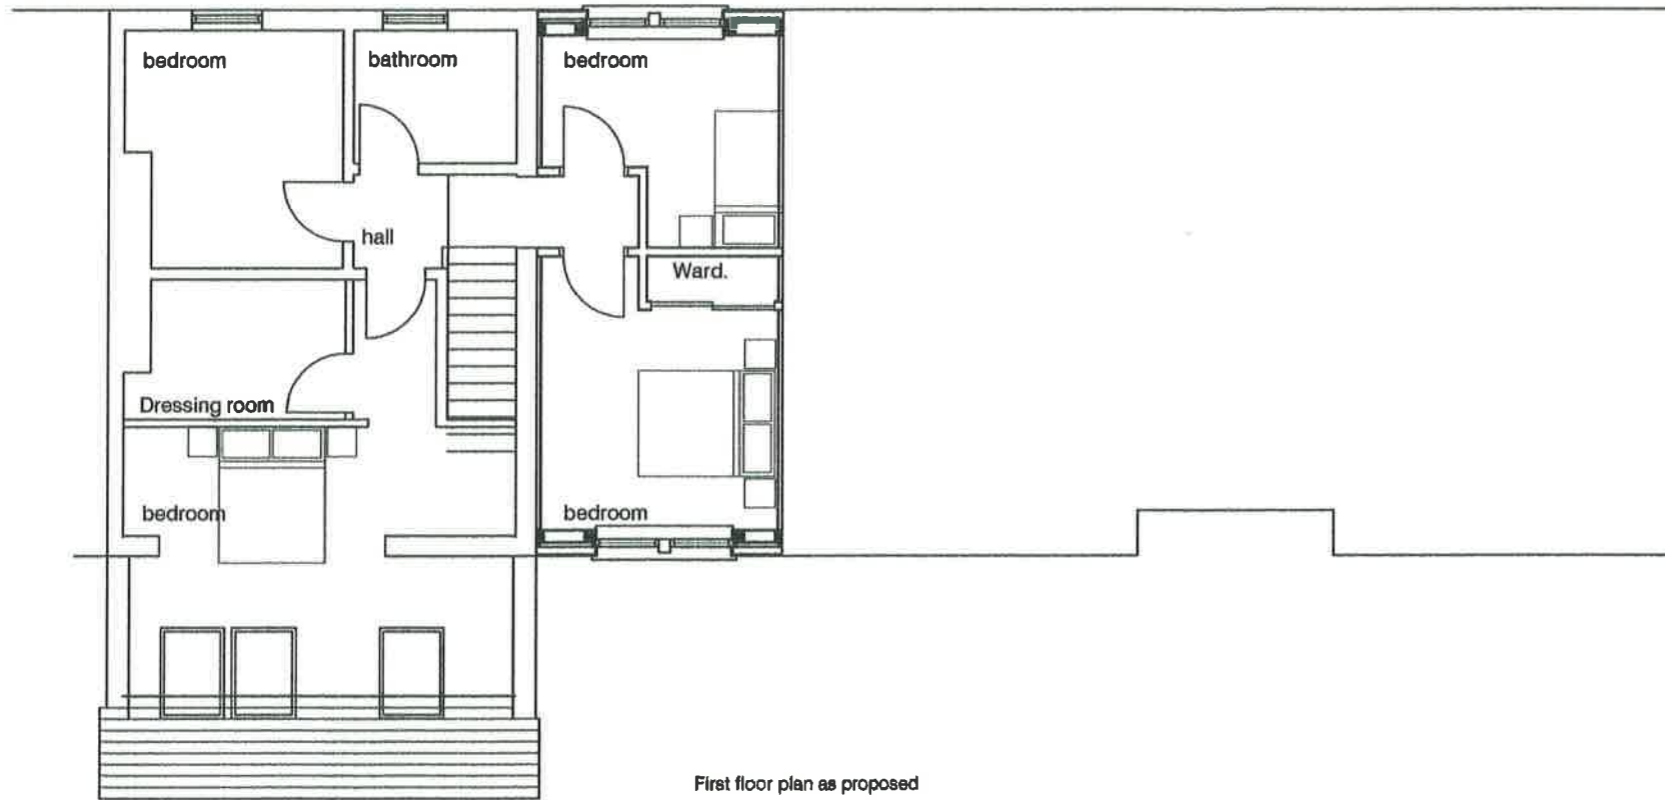 bedroom
bathroom
bedroom
hall
Ward.
Dressing room
bedroom
bedroom
First floor plan as proposed